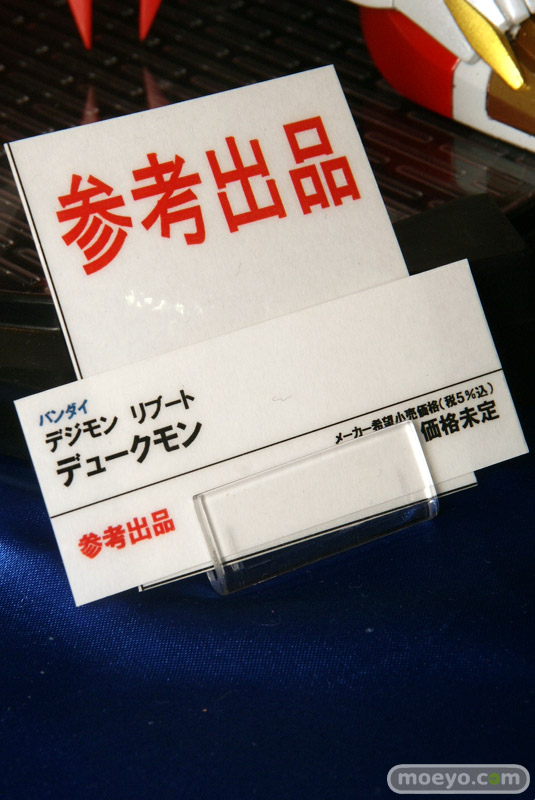 参考出品
バンダイ
デジモン リブート
デュークモン
メーカー希望小売価格(税5%込)
価格未定
参考出品
moeyo.com